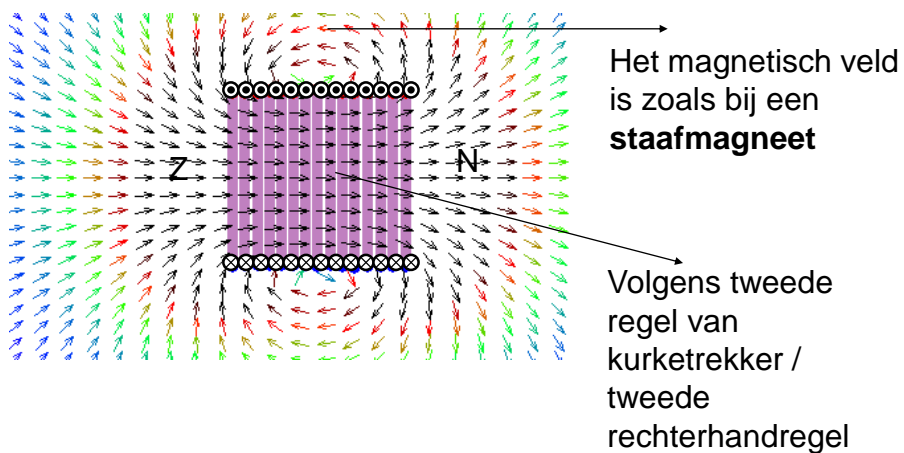 Het magnetisch veld
is zoals bij een
staafmagneet
Z
N
Volgens tweede
regel van
kurketrekker /
tweede
rechterhandregel